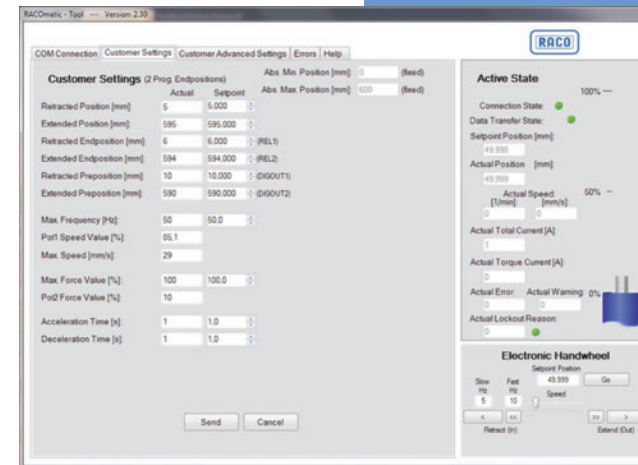 RACOmatic - Tool --- Version: 2.30
RACO
COM Connection Customer Settings Customer Advanced Settings Errors Help
Customer Settings (2 Prog. Endpositions)
Abs. Min. Position [mm]: 0 (fixed)
Abs. Max. Position [mm]: 600 (fixed)
Actual Setpoint
Retracted Position [mm]: 5 5,000
Extended Position [mm]: 595 595,000
Retracted Endposition [mm]: 6 6,000 (REL1)
Extended Endposition [mm]: 594 594,000 (REL2)
Retracted Preposition [mm]: 10 10,000 (DIGOUT1)
Extended Preposition [mm]: 590 590,000 (DIGOUT2)
Max. Frequency [Hz]: 50 50,0
Pot1 Speed Value [%]: 85,1
Max. Speed [mm/s]: 29
Max. Force Value [%]: 100 100,0
Pot2 Force Value [%]: 10
Acceleration Time [s]: 1 1,0
Deceleration Time [s]: 1 1,0
Send Cancel
Active State
100%
Connection State:
Data Transfer State:
Setpoint Position [mm]:
49.998
Actual Position [mm]:
49.999
Actual Speed: 50%
[1/min]: [mm/s]:
0 0
Actual Total Current [A]:
1
Actual Torque Current [A]:
0
Actual Error: Actual Warning: 0%
0 0
Actual Lockout Reason:
0
Electronic Handwheel
Setpoint Position
Slow Hz Fast Hz 49.999 Go
5 10 Speed
< << >> >
Retract (In) Extend (Out)